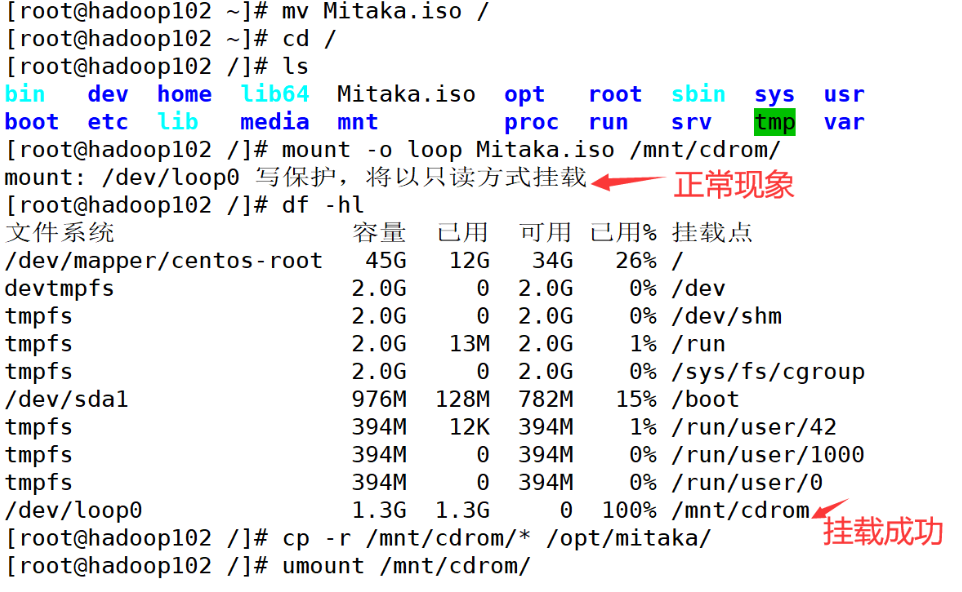 [root@hadoop102 ~]# mv Mitaka.iso /
[root@hadoop102 ~]# cd /
[root@hadoop102 /]# ls
bin   dev  home  lib64  Mitaka.iso  opt   root  sbin  sys  usr
boot  etc  lib   media  mnt         proc  run   srv   tmp  var
[root@hadoop102 /]# mount -o loop Mitaka.iso /mnt/cdrom/
mount: /dev/loop0 写保护，将以只读方式挂载 正常现象
[root@hadoop102 /]# df -hl
文件系统                 容量  已用  可用 已用% 挂载点
/dev/mapper/centos-root   45G   12G   34G   26% /
devtmpfs                 2.0G     0  2.0G    0% /dev
tmpfs                    2.0G     0  2.0G    0% /dev/shm
tmpfs                    2.0G   13M  2.0G    1% /run
tmpfs                    2.0G     0  2.0G    0% /sys/fs/cgroup
/dev/sda1                976M  128M  782M   15% /boot
tmpfs                    394M   12K  394M    1% /run/user/42
tmpfs                    394M     0  394M    0% /run/user/1000
tmpfs                    394M     0  394M    0% /run/user/0
/dev/loop0               1.3G  1.3G     0  100% /mnt/cdrom
挂载成功
[root@hadoop102 /]# cp -r /mnt/cdrom/* /opt/mitaka/
[root@hadoop102 /]# umount /mnt/cdrom/